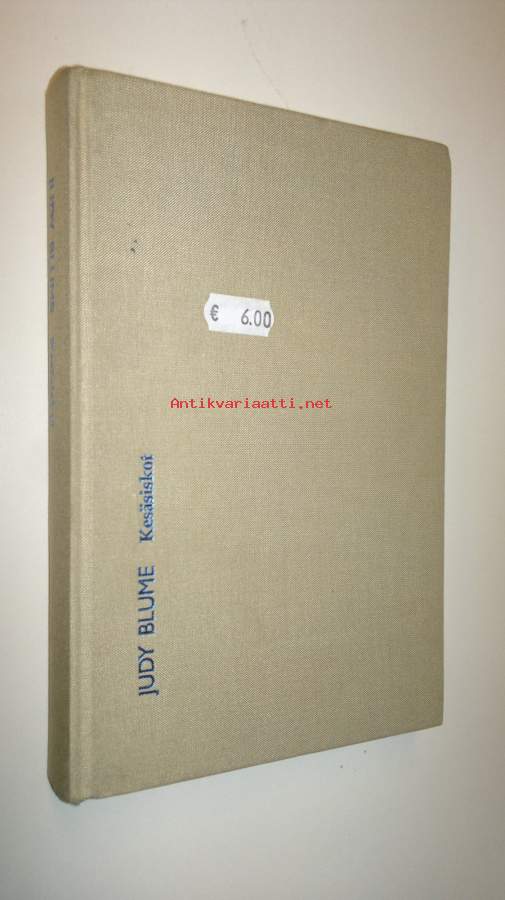 € 6.00
Antikvariaatti.net
JUDY BLUME Kesäsiskot